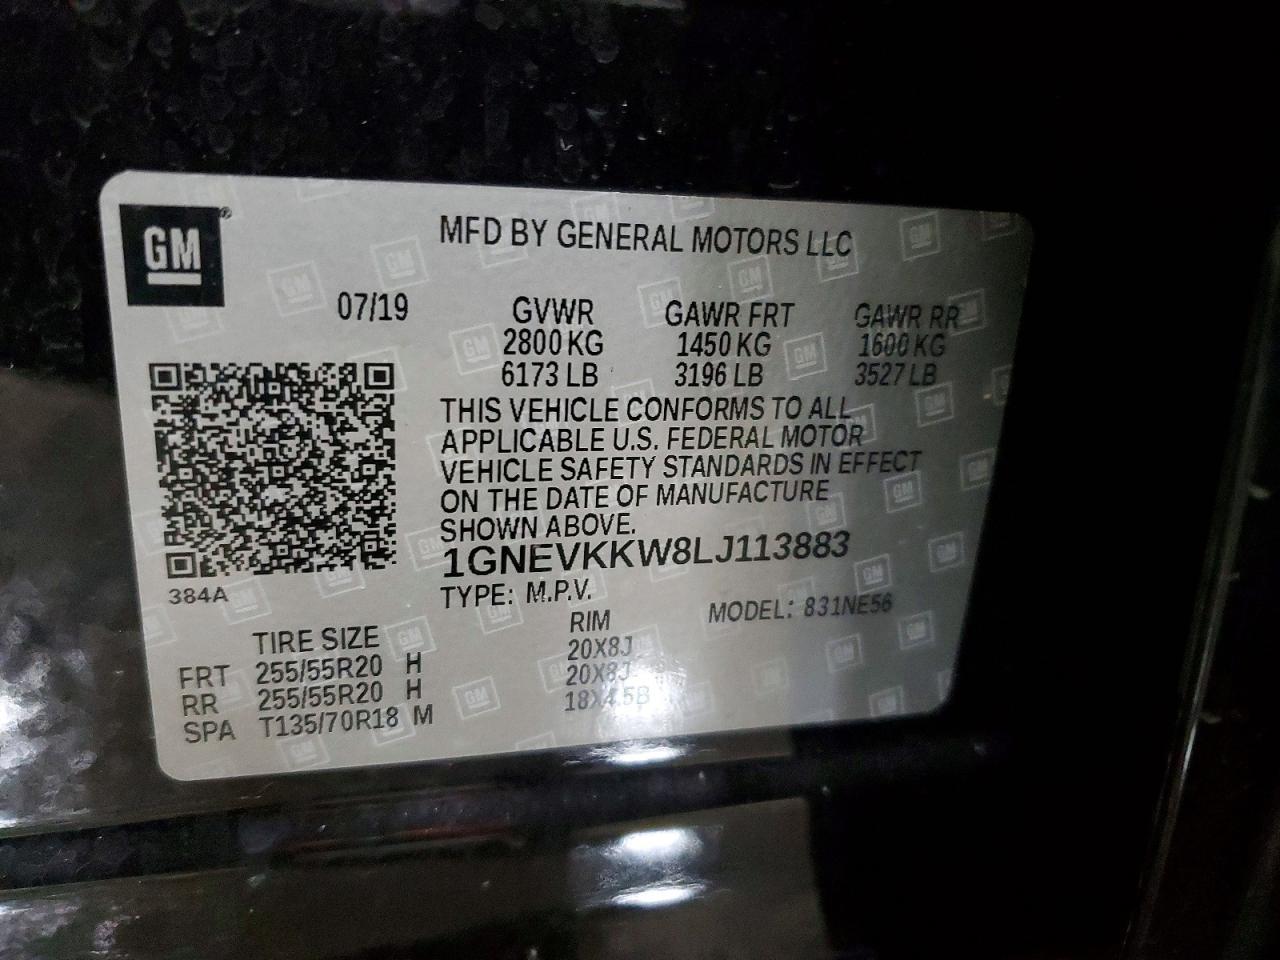 GM®
MFD BY GENERAL MOTORS LLC
07/19 GVWR GAWR FRT GAWR RR
2800 KG 1450 KG 1600 KG
6173 LB 3196 LB 3527 LB
THIS VEHICLE CONFORMS TO ALL
APPLICABLE U.S. FEDERAL MOTOR
VEHICLE SAFETY STANDARDS IN EFFECT
ON THE DATE OF MANUFACTURE
SHOWN ABOVE.
1GNEVKKW8LJ113883
384A
TYPE: M.P.V. MODEL: 831NE56
TIRE SIZE RIM
FRT 255/55R20 H 20X8J
RR 255/55R20 H 20X8J
SPA T135/70R18 M 18X4.5B